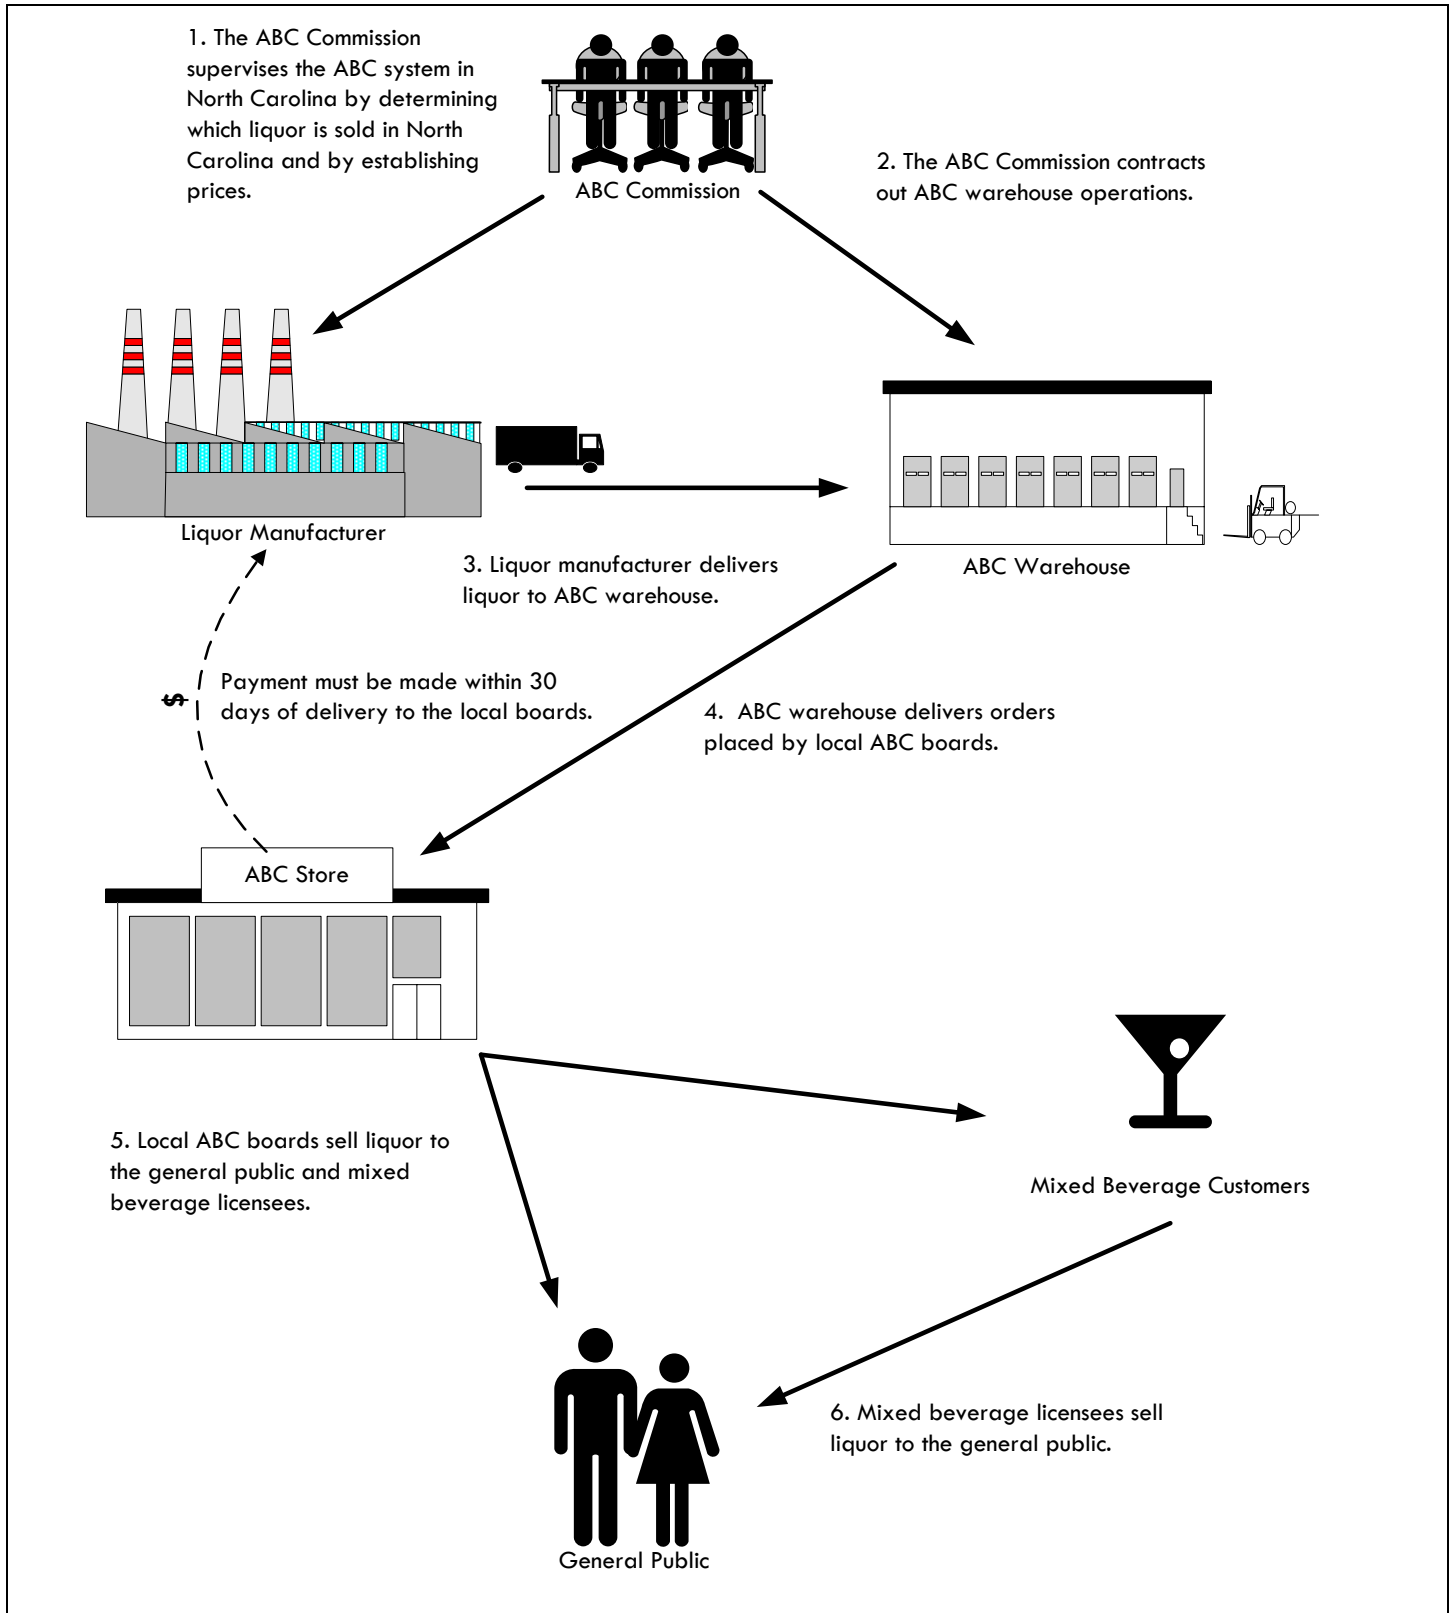 1. The ABC Commission
supervises the ABC system in
North Carolina by determining
which liquor is sold in North
Carolina and by establishing
prices.
ABC Commission
2. The ABC Commission contracts
out ABC warehouse operations.
Liquor Manufacturer
3. Liquor manufacturer delivers
liquor to ABC warehouse.
ABC Warehouse
$
Payment must be made within 30
days of delivery to the local boards.
4.  ABC warehouse delivers orders
placed by local ABC boards.
ABC Store
5. Local ABC boards sell liquor to
the general public and mixed
beverage licensees.
Mixed Beverage Customers
6. Mixed beverage licensees sell
liquor to the general public.
General Public